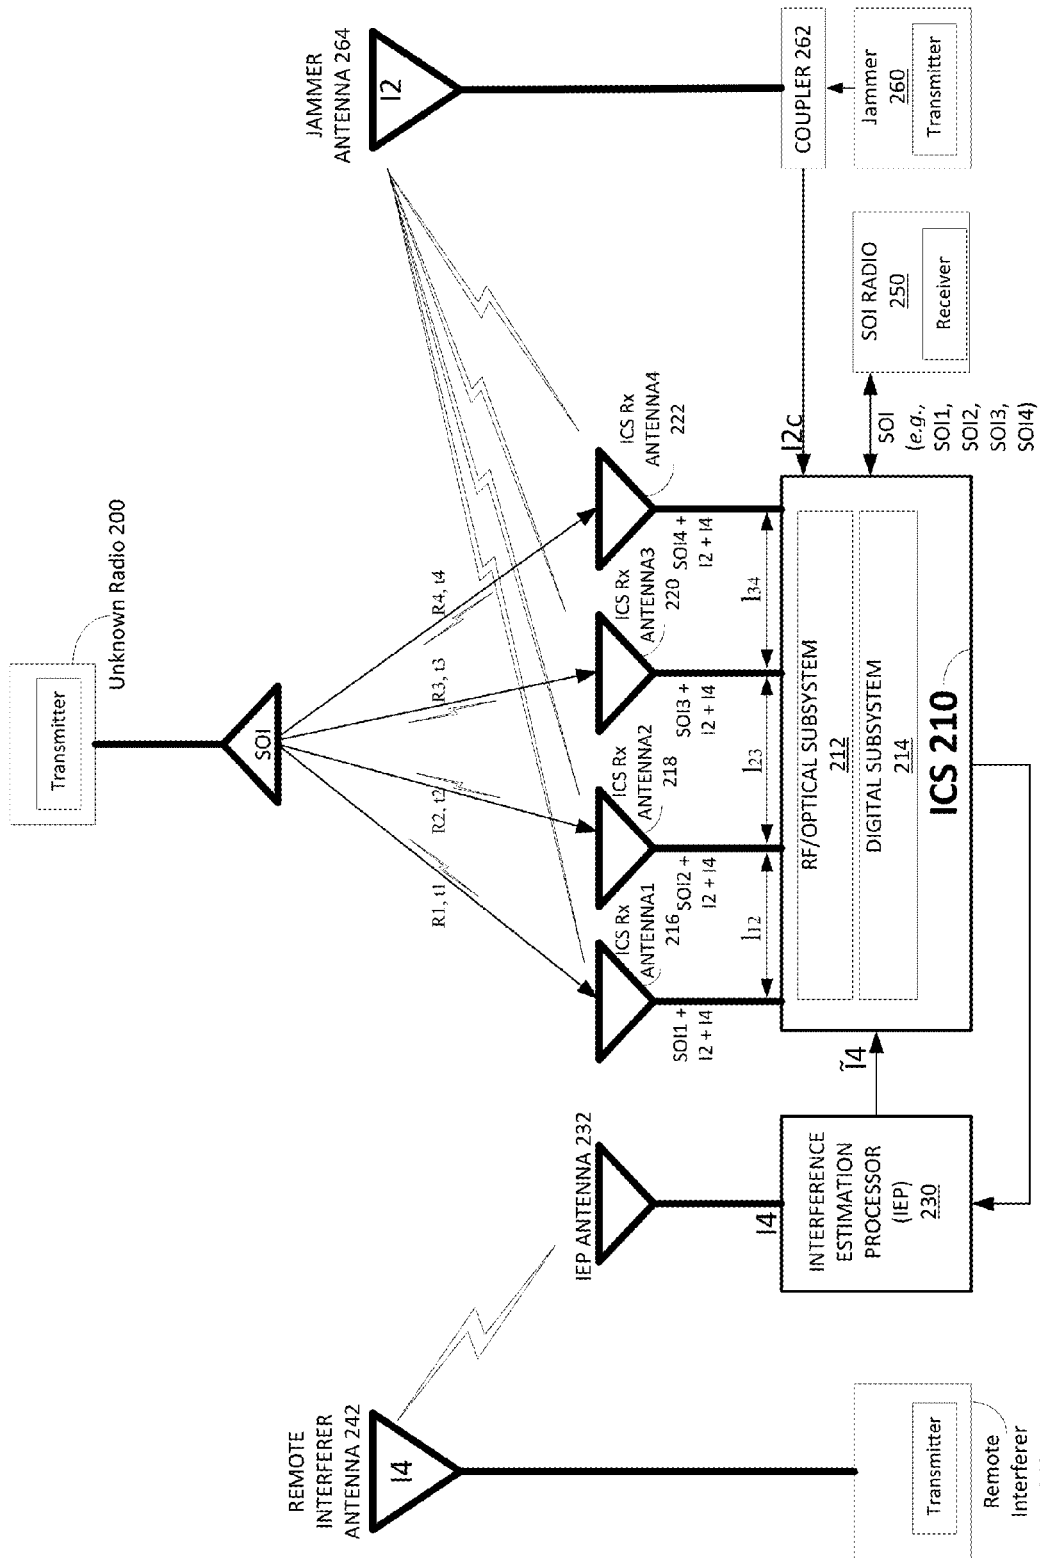 REMOTE
INTERFERER
ANTENNA 242
I4
Transmitter
Remote
Interferer
IEP ANTENNA 232
I4
INTERFERENCE
ESTIMATION
PROCESSOR
(IEP)
230
Ĩ4
Transmitter
Unknown Radio 200
SOI
R1, t1
R2, t2
R3, t3
R4, t4
ICS Rx
ANTENNA1
216
ICS Rx
ANTENNA2
218
ICS Rx
ANTENNA3
220
ICS Rx
ANTENNA4
222
SOI1 +
I2 + I4
SOI2 +
I2 + I4
SOI3 +
I2 + I4
SOI4 +
I2 + I4
l12
l23
l34
RF/OPTICAL SUBSYSTEM
212
DIGITAL SUBSYSTEM
214
ICS 210
JAMMER
ANTENNA 264
I2
I2c
COUPLER 262
SOI
(e.g.,
SOI1,
SOI2,
SOI3,
SOI4)
SOI RADIO
250
Receiver
Jammer
260
Transmitter